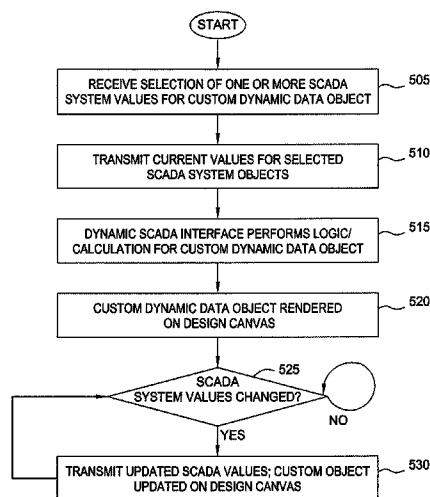 START
RECEIVE SELECTION OF ONE OR MORE SCADA
SYSTEM VALUES FOR CUSTOM DYNAMIC DATA OBJECT
505
TRANSMIT CURRENT VALUES FOR SELECTED
SCADA SYSTEM OBJECTS
510
DYNAMIC SCADA INTERFACE PERFORMS LOGIC/
CALCULATION FOR CUSTOM DYNAMIC DATA OBJECT
515
CUSTOM DYNAMIC DATA OBJECT RENDERED
ON DESIGN CANVAS
520
SCADA
SYSTEM VALUES CHANGED?
525
NO
YES
TRANSMIT UPDATED SCADA VALUES; CUSTOM OBJECT
UPDATED ON DESIGN CANVAS
530